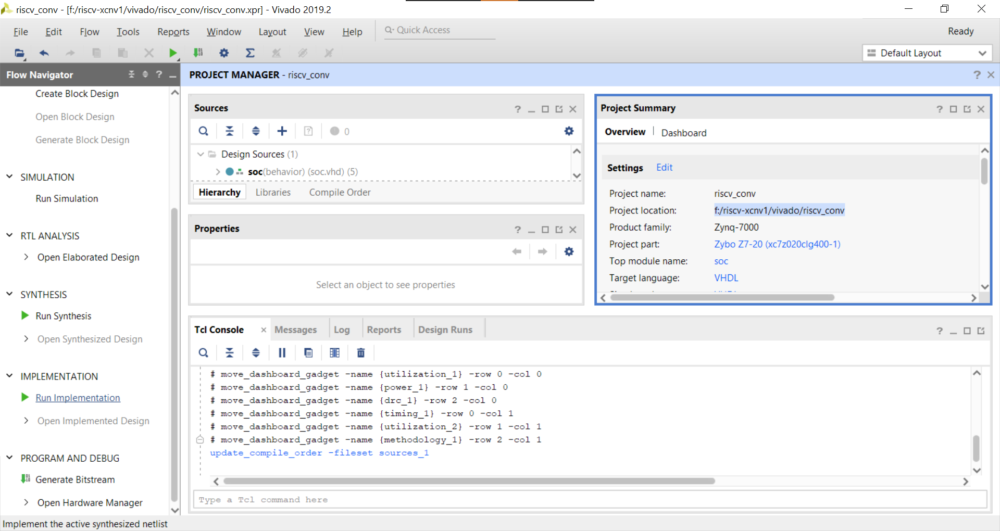 riscv_conv - [f:/riscv-xcnv1/vivado/riscv_conv/riscv_conv.xpr] - Vivado 2019.2
File Edit Flow Tools Reports Window Layout View Help Quick Access Ready
Default Layout
Flow Navigator
Create Block Design
Open Block Design
Generate Block Design
SIMULATION
Run Simulation
RTL ANALYSIS
Open Elaborated Design
SYNTHESIS
Run Synthesis
Open Synthesized Design
IMPLEMENTATION
Run Implementation
Open Implemented Design
PROGRAM AND DEBUG
Generate Bitstream
Open Hardware Manager
PROJECT MANAGER - riscv_conv
Sources
0
Design Sources (1)
soc(behavior) (soc.vhd) (5)
Hierarchy Libraries Compile Order
Properties
Select an object to see properties
Project Summary
Overview Dashboard
Settings Edit
Project name: riscv_conv
Project location: f:/riscv-xcnv1/vivado/riscv_conv
Product family: Zynq-7000
Project part: Zybo Z7-20 (xc7z020clg400-1)
Top module name: soc
Target language: VHDL
Tcl Console Messages Log Reports Design Runs
# move_dashboard_gadget -name {utilization_1} -row 0 -col 0
# move_dashboard_gadget -name {power_1} -row 1 -col 0
# move_dashboard_gadget -name {drc_1} -row 2 -col 0
# move_dashboard_gadget -name {timing_1} -row 0 -col 1
# move_dashboard_gadget -name {utilization_2} -row 1 -col 1
# move_dashboard_gadget -name {methodology_1} -row 2 -col 1
update_compile_order -fileset sources_1
Type a Tcl command here
Implement the active synthesized netlist